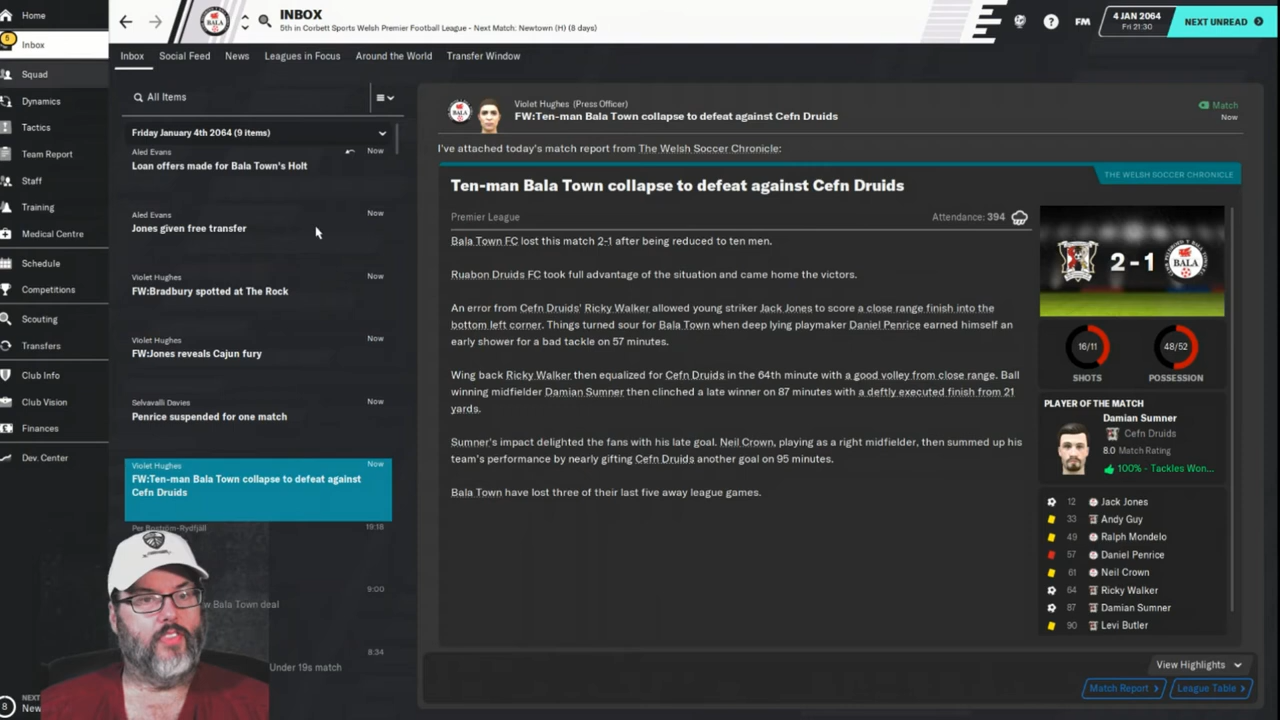 Home
INBOX
5th in Corbett Sports Welsh Premier Football League - Next Match: Newtown (H) (8 days)
FM
4 JAN 2064
Fri 21:30
NEXT UNREAD
5
Inbox
Squad
Dynamics
Tactics
Team Report
Staff
Training
Medical Centre
Schedule
Competitions
Scouting
Transfers
Club Info
Club Vision
Finances
Dev. Center
NEXT
8
New
Inbox
Social Feed
News
Leagues in Focus
Around the World
Transfer Window
All Items
Friday January 4th 2064 (9 items)
Aled Evans
Now
Loan offers made for Bala Town's Holt
Aled Evans
Now
Jones given free transfer
Violet Hughes
Now
FW:Bradbury spotted at The Rock
Violet Hughes
Now
FW:Jones reveals Cajun fury
Selvavalli Davies
Now
Penrice suspended for one match
Violet Hughes
Now
FW:Ten-man Bala Town collapse to defeat against
Cefn Druids
Per Boström-Rydfjäll
19:18
9:00
w Bala Town deal
8:34
Under 19s match
BALA
Violet Hughes (Press Officer)
FW:Ten-man Bala Town collapse to defeat against Cefn Druids
Match
Now
I've attached today's match report from The Welsh Soccer Chronicle:
THE WELSH SOCCER CHRONICLE
Ten-man Bala Town collapse to defeat against Cefn Druids
Premier League
Attendance: 394
Bala Town FC lost this match 2-1 after being reduced to ten men.
Ruabon Druids FC took full advantage of the situation and came home the victors.
An error from Cefn Druids' Ricky Walker allowed young striker Jack Jones to score a close range finish into the
bottom left corner. Things turned sour for Bala Town when deep lying playmaker Daniel Penrice earned himself an
early shower for a bad tackle on 57 minutes.
Wing back Ricky Walker then equalized for Cefn Druids in the 64th minute with a good volley from close range. Ball
winning midfielder Damian Sumner then clinched a late winner on 87 minutes with a deftly executed finish from 21
yards.
Sumner's impact delighted the fans with his late goal. Neil Crown, playing as a right midfielder, then summed up his
team's performance by nearly gifting Cefn Druids another goal on 95 minutes.
Bala Town have lost three of their last five away league games.
2 - 1
BALA
16/11
SHOTS
48/52
POSSESSION
PLAYER OF THE MATCH
Damian Sumner
Cefn Druids
8.0 Match Rating
100% - Tackles Won...
12 Jack Jones
33 Andy Guy
49 Ralph Mondelo
57 Daniel Penrice
61 Neil Crown
64 Ricky Walker
87 Damian Sumner
90 Levi Butler
View Highlights
Match Report
League Table